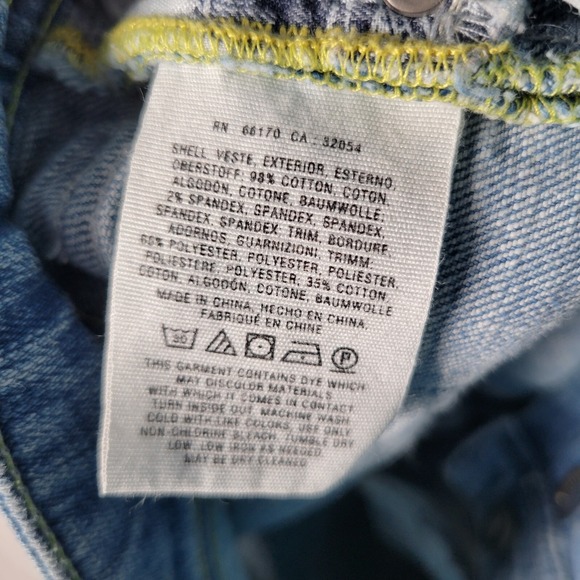 RN 66170 CA - 32054
SHELL VESTE, EXTERIOR, ESTERNO,
OBERSTOFF: 98% COTTON, COTON,
ALGODÓN, COTONE, BAUMWOLLE,
2% SPANDEX, SPANDEX, SPANDEX,
SPANDEX, SPANDEX TRIM, BORDURE,
ADORNOS, GUARNIZIONI, TRIMM
65% POLYESTER, POLYESTER, POLIÉSTER,
POLIESTERE, POLYESTER, 35% COTTON,
COTON, ALGODÓN, COTONE, BAUMWOLLE
MADE IN CHINA, HECHO EN CHINA,
FABRIQUÉ EN CHINE
30 P
THIS GARMENT CONTAINS DYE WHICH
MAY DISCOLOR MATERIALS
WHICH IT COMES IN CONTACT
TURN INSIDE OUT. MACHINE WASH
COLD WITH LIKE COLORS, USE ONLY
NON-CHLORINE BLEACH. TUMBLE DRY
LOW. LOW IRON IF NEEDED
MAY BE DRY CLEANED